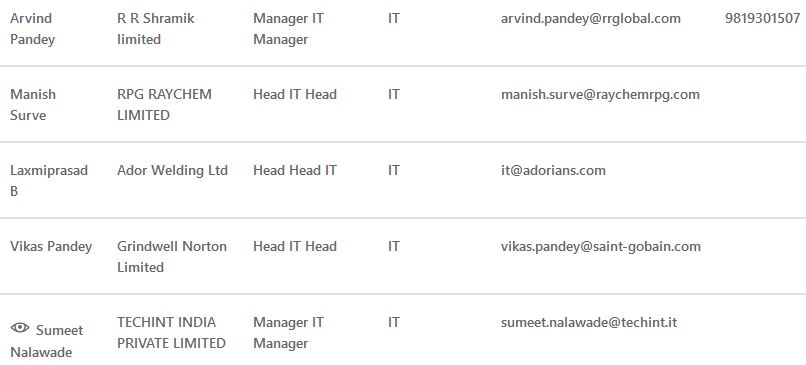 Arvind Pandey R R Shramik limited Manager IT Manager IT arvind.pandey@rrglobal.com 9819301507
Manish Surve RPG RAYCHEM LIMITED Head IT Head IT manish.surve@raychemrpg.com
Laxmiprasad B Ador Welding Ltd Head Head IT IT it@adorians.com
Vikas Pandey Grindwell Norton Limited Head IT Head IT vikas.pandey@saint-gobain.com
Sumeet Nalawade TECHINT INDIA PRIVATE LIMITED Manager IT Manager IT sumeet.nalawade@techint.it